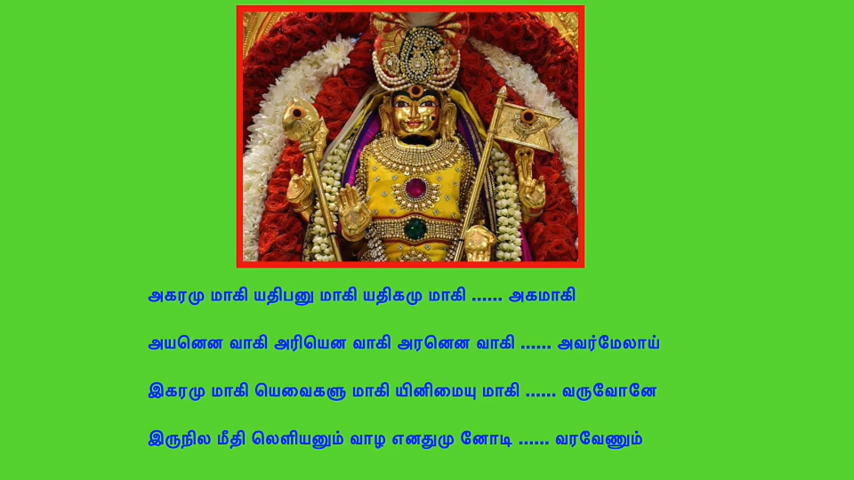 அகரமு மாகி யதிபனு மாகி யதிகமு மாகி ...... அகமாகி
அயனென வாகி அரியென வாகி அரனென வாகி ...... அவர்மேலாய்
இகரமு மாகி யெவைகளு மாகி யினிமையு மாகி ...... வருவோனே
இருநில மீதி லெளியனும் வாழ எனதுமு னோடி ...... வரவேணும்